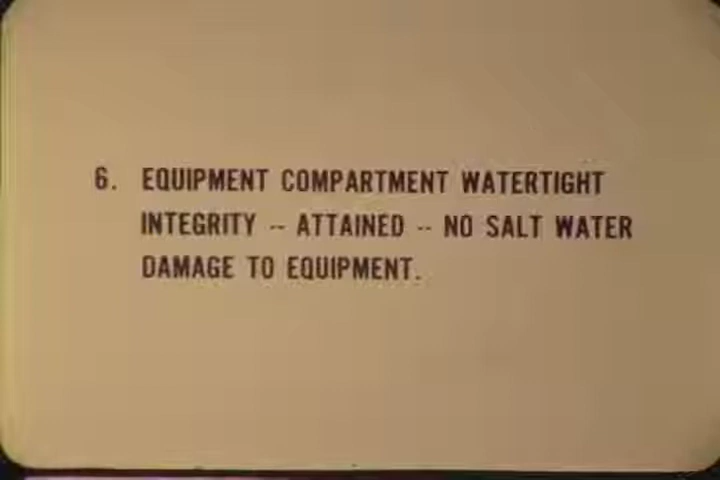 6. EQUIPMENT COMPARTMENT WATERTIGHT
INTEGRITY -- ATTAINED -- NO SALT WATER
DAMAGE TO EQUIPMENT.